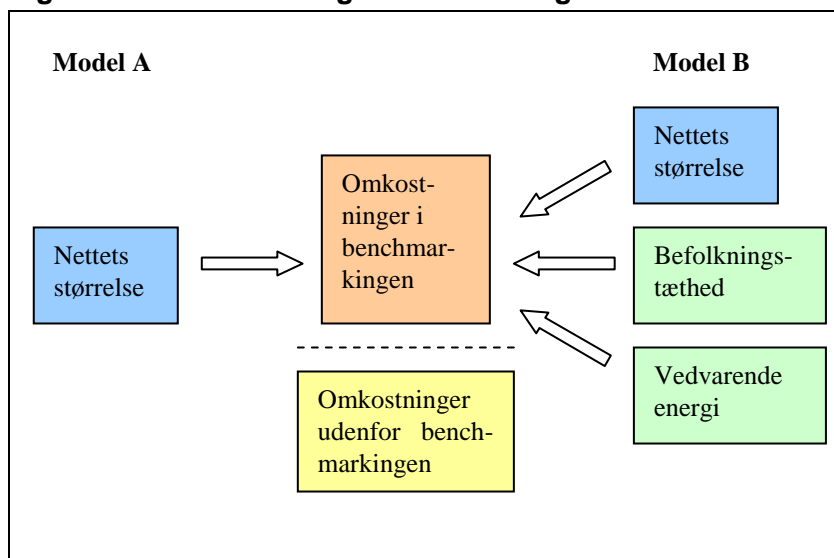 Model A
Model B
Nettets
størrelse
Omkost-
ninger i
benchmar-
kingen
Nettets
størrelse
Befolknings-
tæthed
Vedvarende
energi
Omkostninger
udenfor bench-
markingen